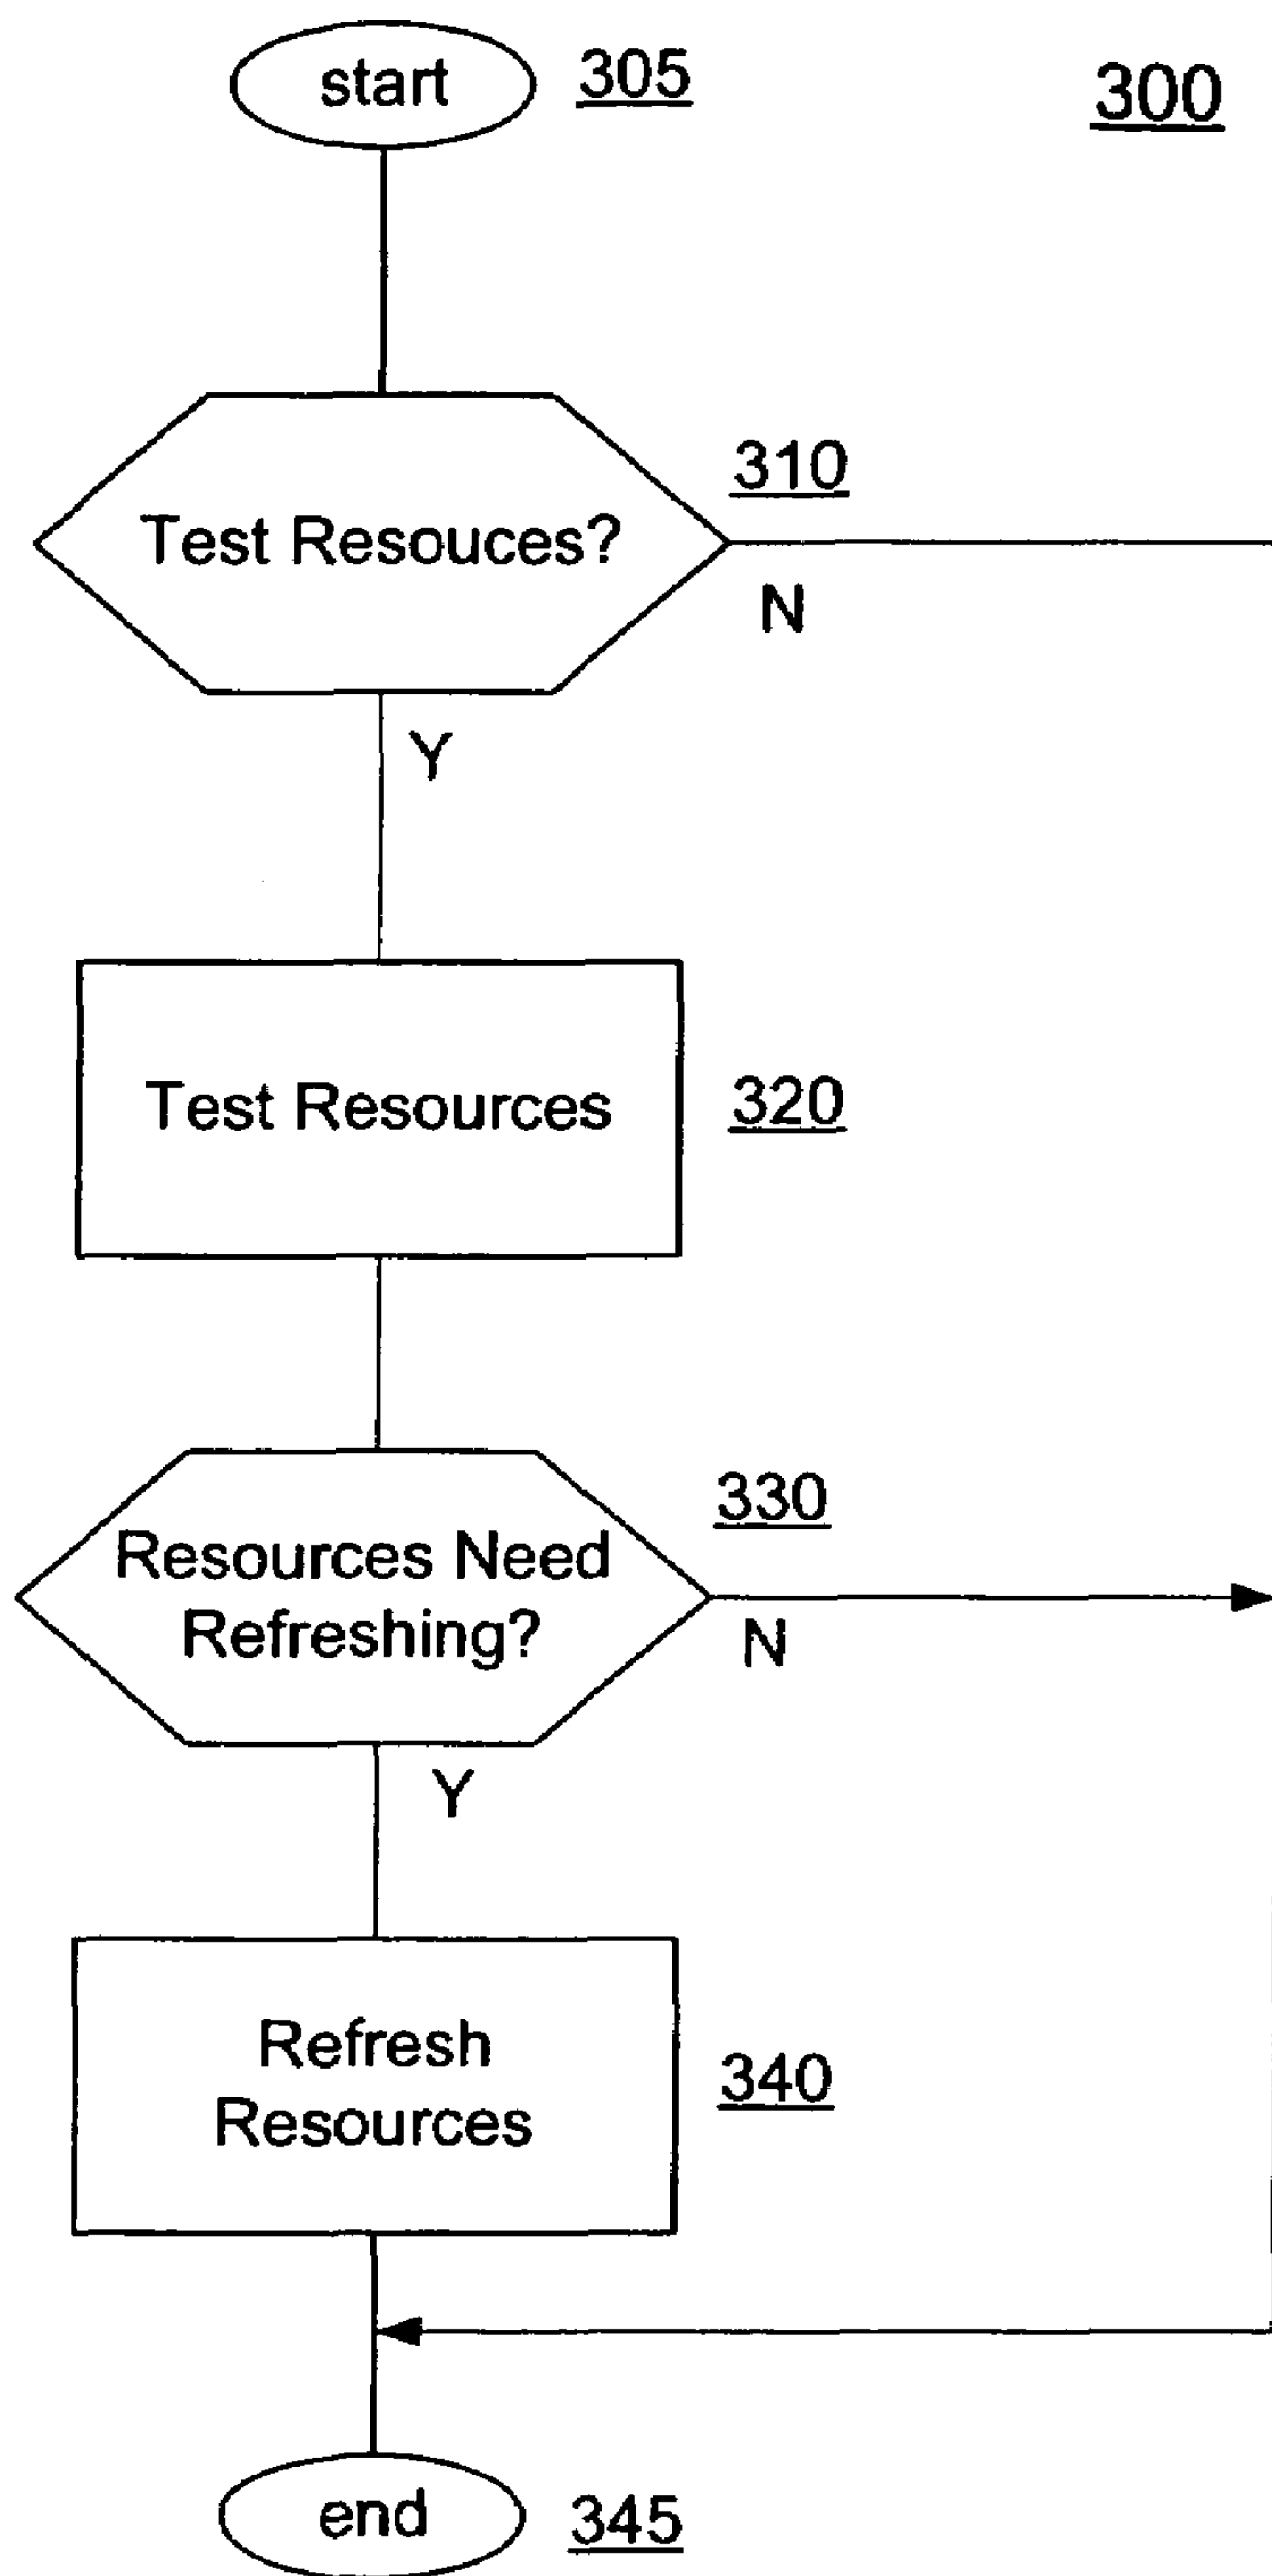 start 305
300
310
Test Resouces?
N
Y
Test Resources 320
330
Resources Need
Refreshing?
N
Y
Refresh
Resources
340
end 345